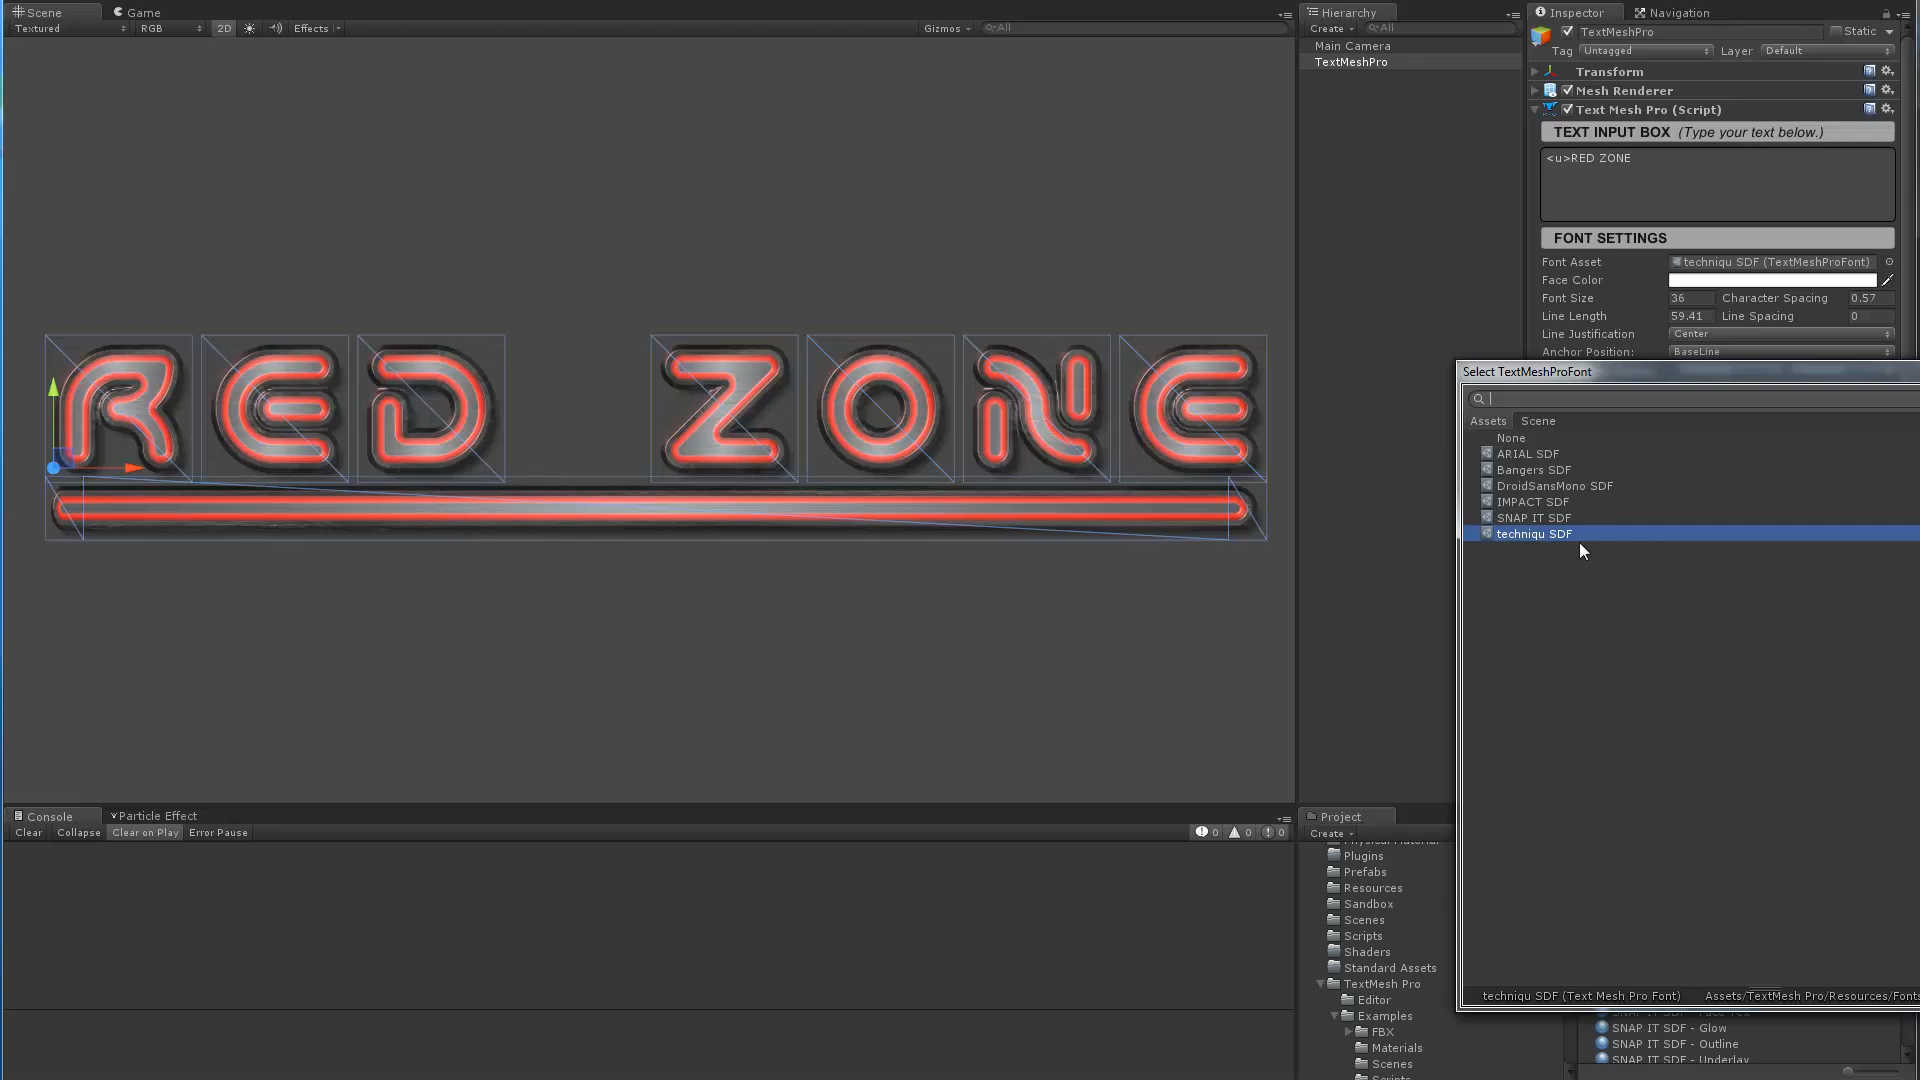 Scene
Game
Textured
RGB
2D
Effects
Gizmos
All
RED ZONE
Hierarchy
Create
All
Main Camera
TextMeshPro
Inspector
Navigation
TextMeshPro
Static
Tag
Untagged
Layer
Default
Transform
Mesh Renderer
Text Mesh Pro (Script)
TEXT INPUT BOX (Type your text below.)
<u>RED ZONE
FONT SETTINGS
Font Asset
techniqu SDF (TextMeshProFont)
Face Color
Font Size
36
Character Spacing
0.57
Line Length
59.41
Line Spacing
0
Line Justification
Center
Anchor Position:
BaseLine
Select TextMeshProFont
Assets
Scene
None
ARIAL SDF
Bangers SDF
DroidSansMono SDF
IMPACT SDF
SNAP IT SDF
techniqu SDF
techniqu SDF (Text Mesh Pro Font)
Assets/TextMesh Pro/Resources/Fonts
Console
Particle Effect
Clear
Collapse
Clear on Play
Error Pause
0
0
0
Project
Create
Plugins
Prefabs
Resources
Sandbox
Scenes
Scripts
Shaders
Standard Assets
TextMesh Pro
Editor
Examples
FBX
Materials
Scenes
SNAP IT SDF - Glow
SNAP IT SDF - Outline
SNAP IT SDF - Underlay